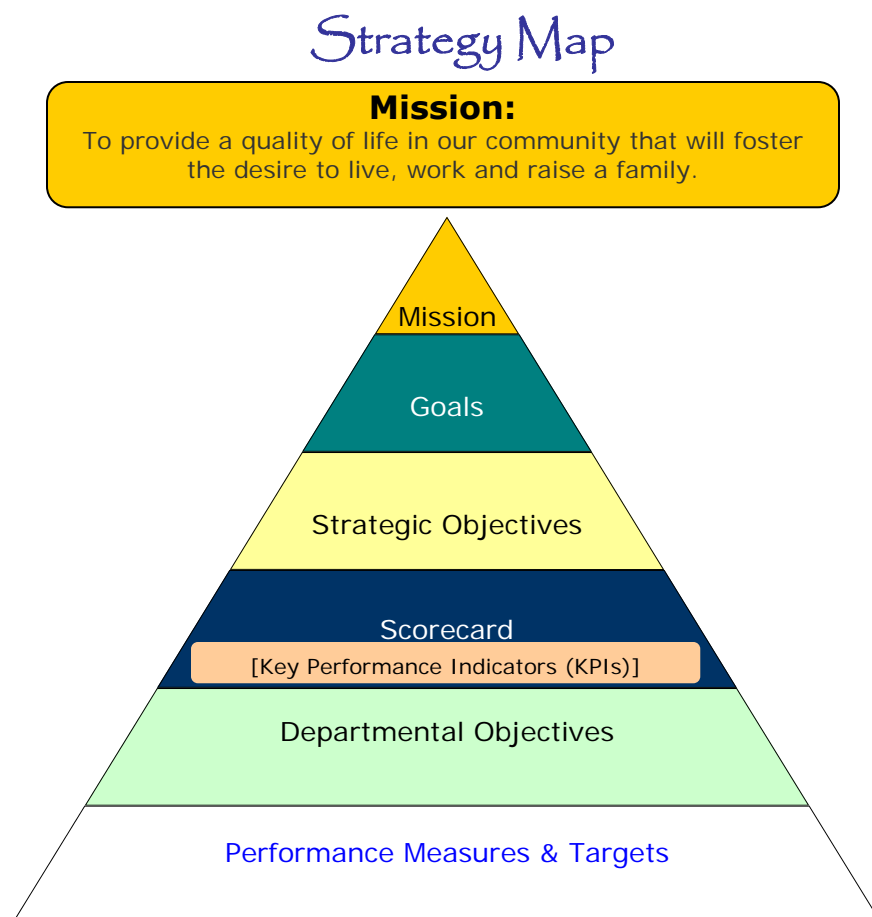 Strategy Map
Mission:
To provide a quality of life in our community that will foster
the desire to live, work and raise a family.
Mission
Goals
Strategic Objectives
Scorecard
[Key Performance Indicators (KPIs)]
Departmental Objectives
Performance Measures & Targets